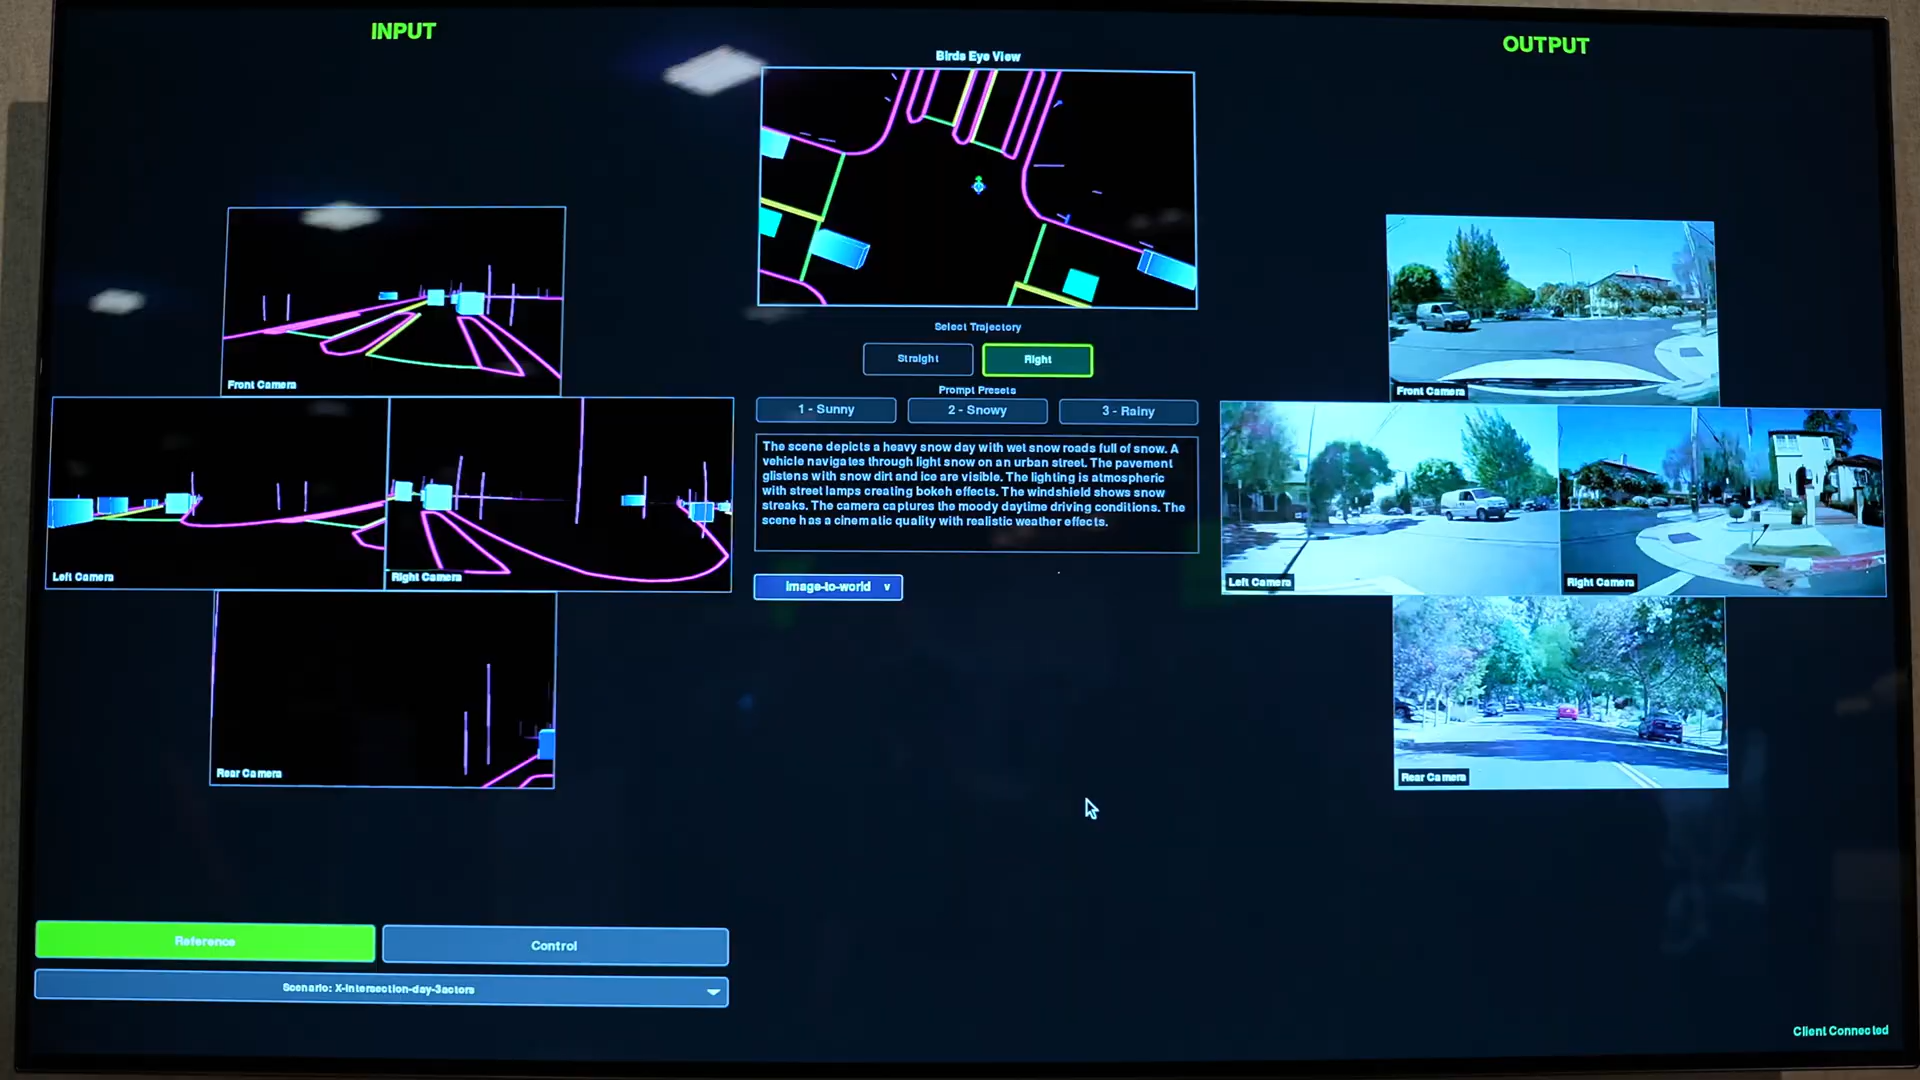 INPUT
OUTPUT
Birds Eye View
Front Camera
Left Camera
Right Camera
Rear Camera
Select Trajectory
Straight
Right
Prompt Presets
1 - Sunny
2 - Snowy
3 - Rainy
The scene depicts a heavy snow day with wet snow roads full of snow. A
vehicle navigates through light snow on an urban street. The pavement
glistens with snow dirt and ice are visible. The lighting is atmospheric
with street lamps creating bokeh effects. The windshield shows snow
streaks. The camera captures the moody daytime driving conditions. The
scene has a cinematic quality with realistic weather effects.
image-to-world v
Front Camera
Left Camera
Right Camera
Rear Camera
Reference
Control
Scenario: X-intersection-day-3actors
Client Connected